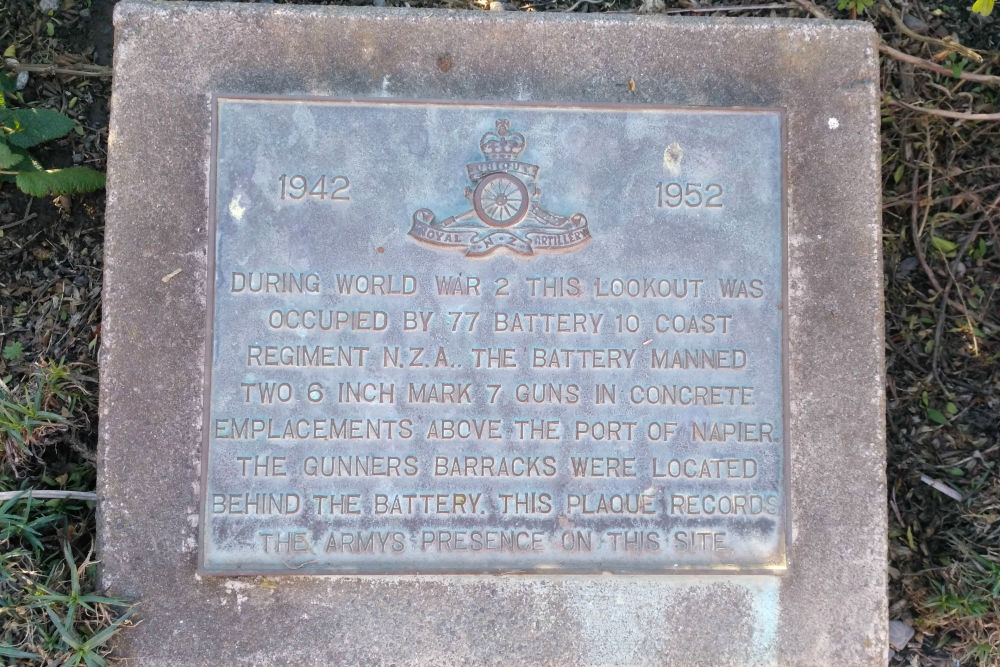 1942
UBIQUE
1952
ROYAL N.Z. ARTILLERY
DURING WORLD WAR 2 THIS LOOKOUT WAS
OCCUPIED BY 77 BATTERY 10 COAST
REGIMENT N.Z.A.. THE BATTERY MANNED
TWO 6 INCH MARK 7 GUNS IN CONCRETE
EMPLACEMENTS ABOVE THE PORT OF NAPIER.
THE GUNNERS BARRACKS WERE LOCATED
BEHIND THE BATTERY. THIS PLAQUE RECORDS
THE ARMYS PRESENCE ON THIS SITE